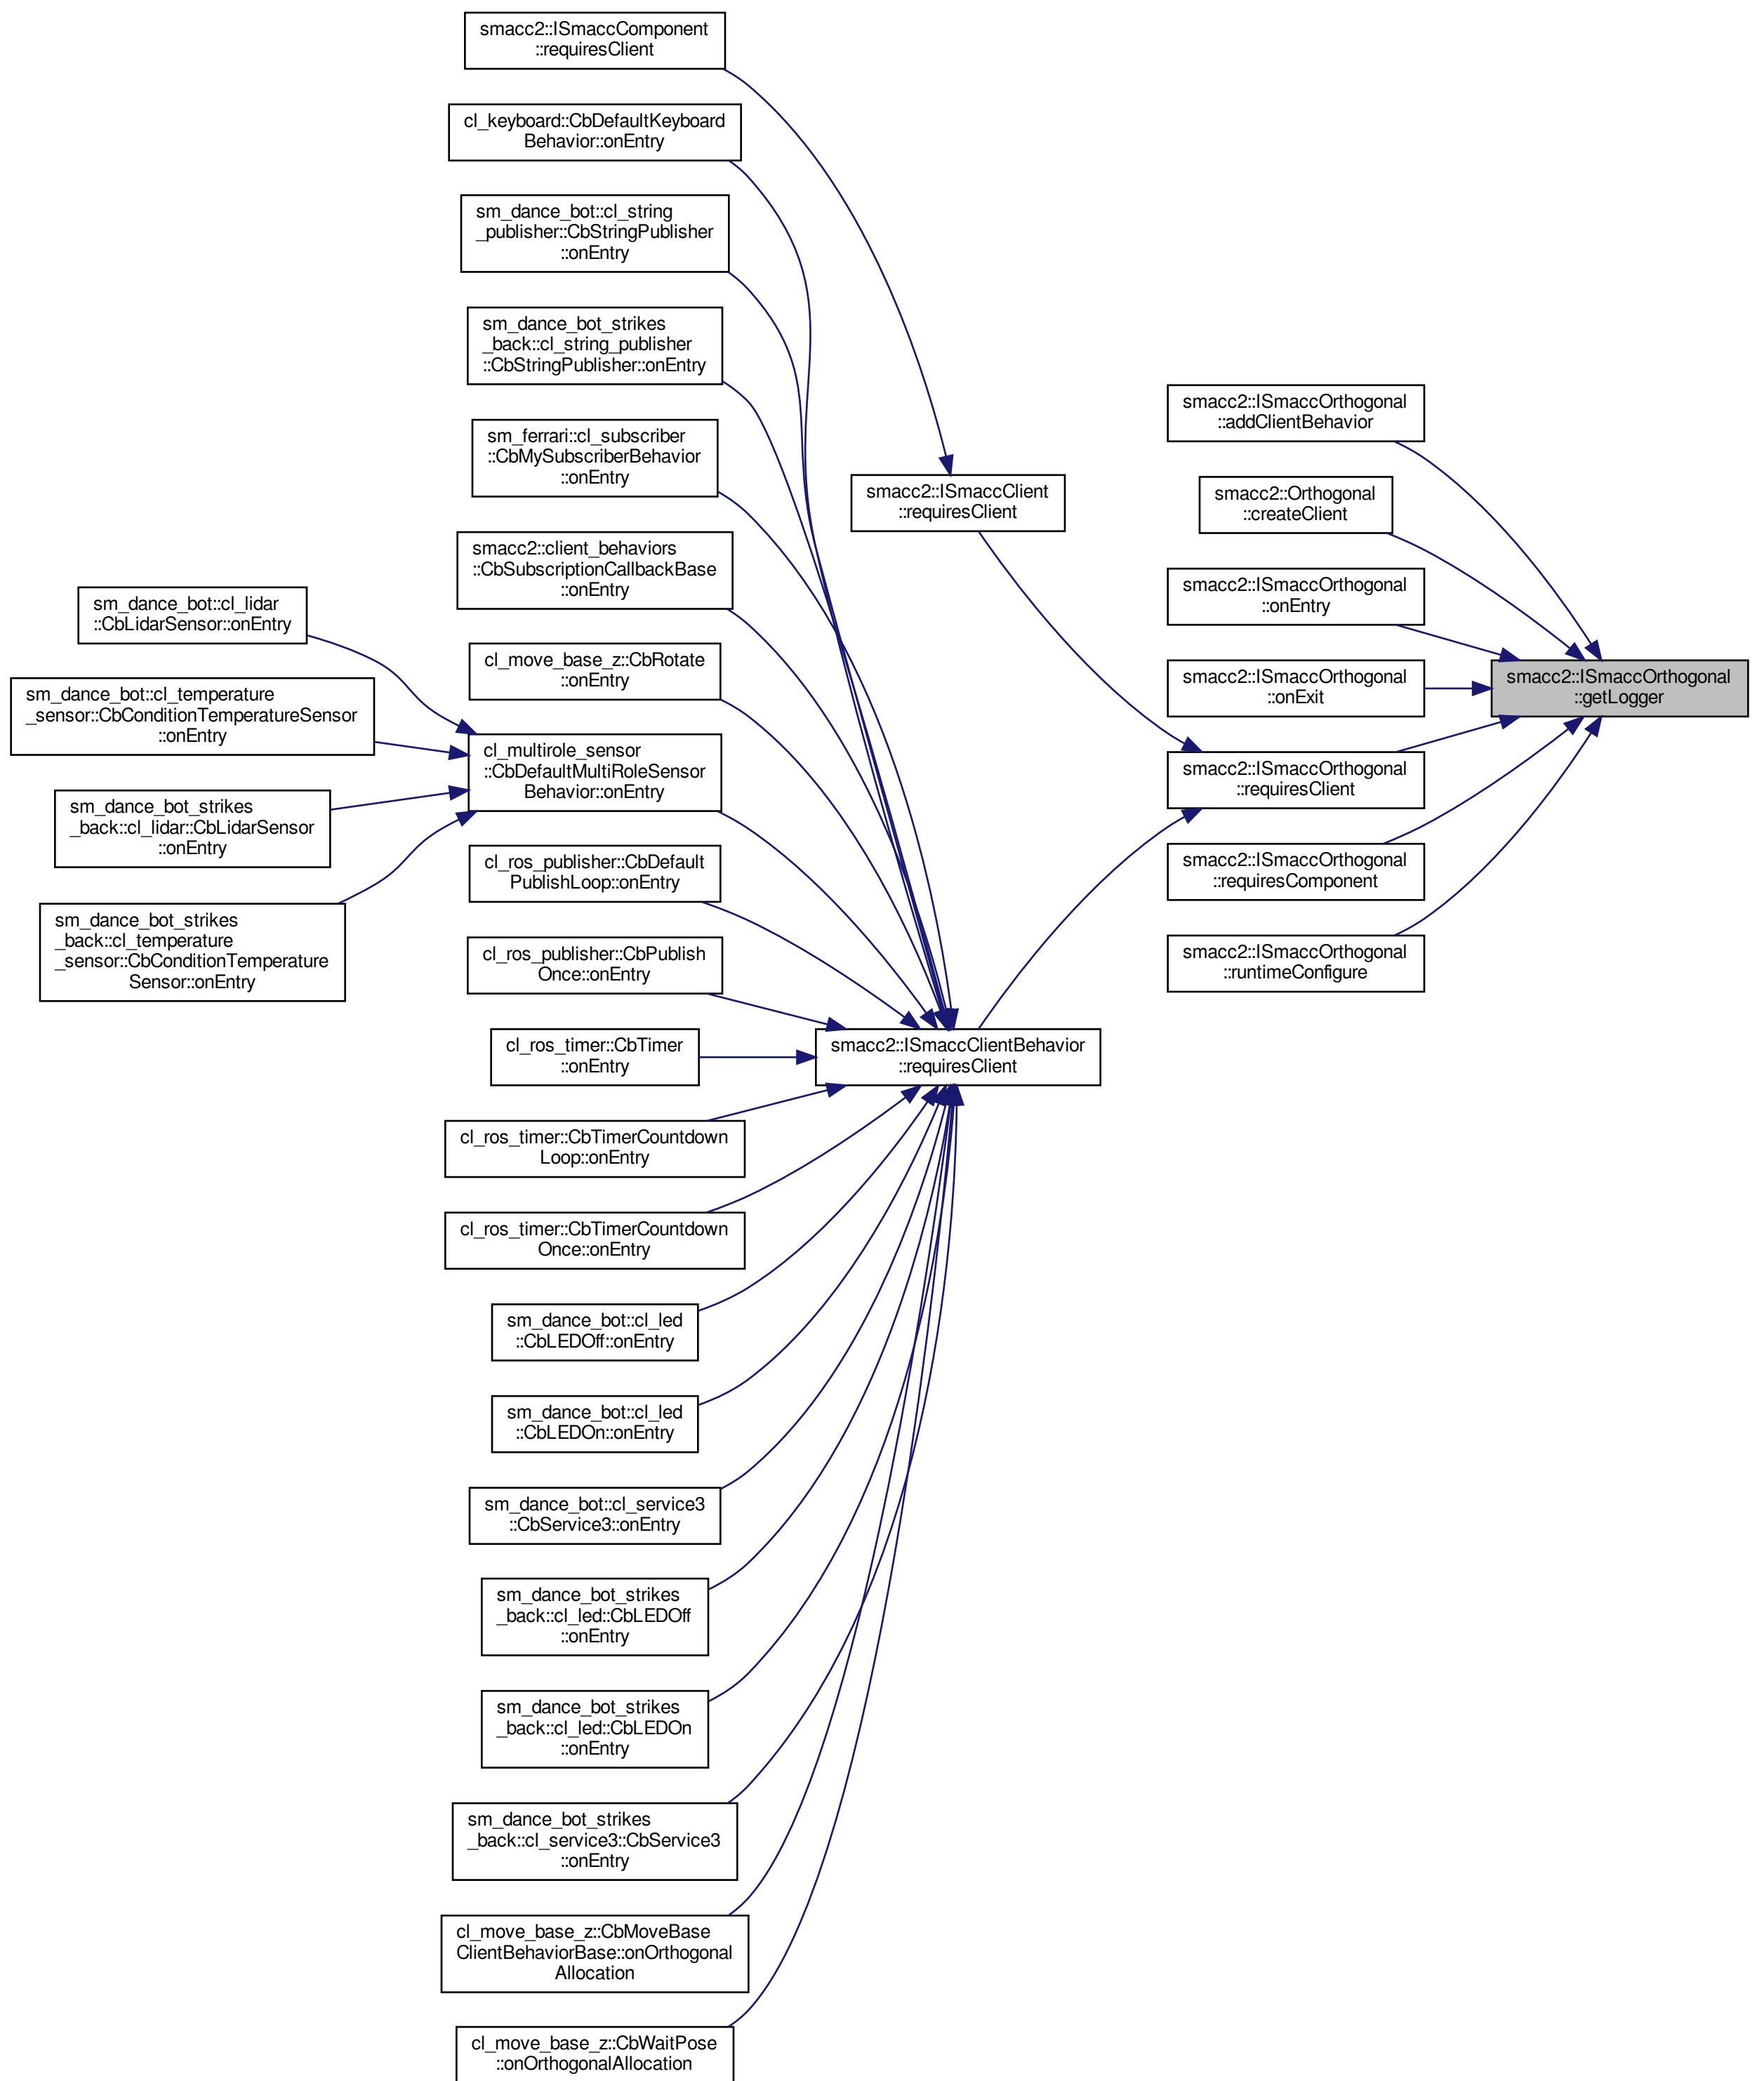 smacc2::ISmaccComponent
::requiresClient
cl_keyboard::CbDefaultKeyboard
Behavior::onEntry
sm_dance_bot::cl_string
_publisher::CbStringPublisher
::onEntry
sm_dance_bot_strikes
_back::cl_string_publisher
::CbStringPublisher::onEntry
sm_ferrari::cl_subscriber
::CbMySubscriberBehavior
::onEntry
smacc2::client_behaviors
::CbSubscriptionCallbackBase
::onEntry
cl_move_base_z::CbRotate
::onEntry
cl_multirole_sensor
::CbDefaultMultiRoleSensor
Behavior::onEntry
cl_ros_publisher::CbDefault
PublishLoop::onEntry
cl_ros_publisher::CbPublish
Once::onEntry
cl_ros_timer::CbTimer
::onEntry
cl_ros_timer::CbTimerCountdown
Loop::onEntry
cl_ros_timer::CbTimerCountdown
Once::onEntry
sm_dance_bot::cl_led
::CbLEDOff::onEntry
sm_dance_bot::cl_led
::CbLEDOn::onEntry
sm_dance_bot::cl_service3
::CbService3::onEntry
sm_dance_bot_strikes
_back::cl_led::CbLEDOff
::onEntry
sm_dance_bot_strikes
_back::cl_led::CbLEDOn
::onEntry
sm_dance_bot_strikes
_back::cl_service3::CbService3
::onEntry
cl_move_base_z::CbMoveBase
ClientBehaviorBase::onOrthogonal
Allocation
cl_move_base_z::CbWaitPose
::onOrthogonalAllocation
sm_dance_bot::cl_lidar
::CbLidarSensor::onEntry
sm_dance_bot::cl_temperature
_sensor::CbConditionTemperatureSensor
::onEntry
sm_dance_bot_strikes
_back::cl_lidar::CbLidarSensor
::onEntry
sm_dance_bot_strikes
_back::cl_temperature
_sensor::CbConditionTemperature
Sensor::onEntry
smacc2::ISmaccClient
::requiresClient
smacc2::ISmaccClientBehavior
::requiresClient
smacc2::ISmaccOrthogonal
::addClientBehavior
smacc2::Orthogonal
::createClient
smacc2::ISmaccOrthogonal
::onEntry
smacc2::ISmaccOrthogonal
::onExit
smacc2::ISmaccOrthogonal
::requiresClient
smacc2::ISmaccOrthogonal
::requiresComponent
smacc2::ISmaccOrthogonal
::runtimeConfigure
smacc2::ISmaccOrthogonal
::getLogger